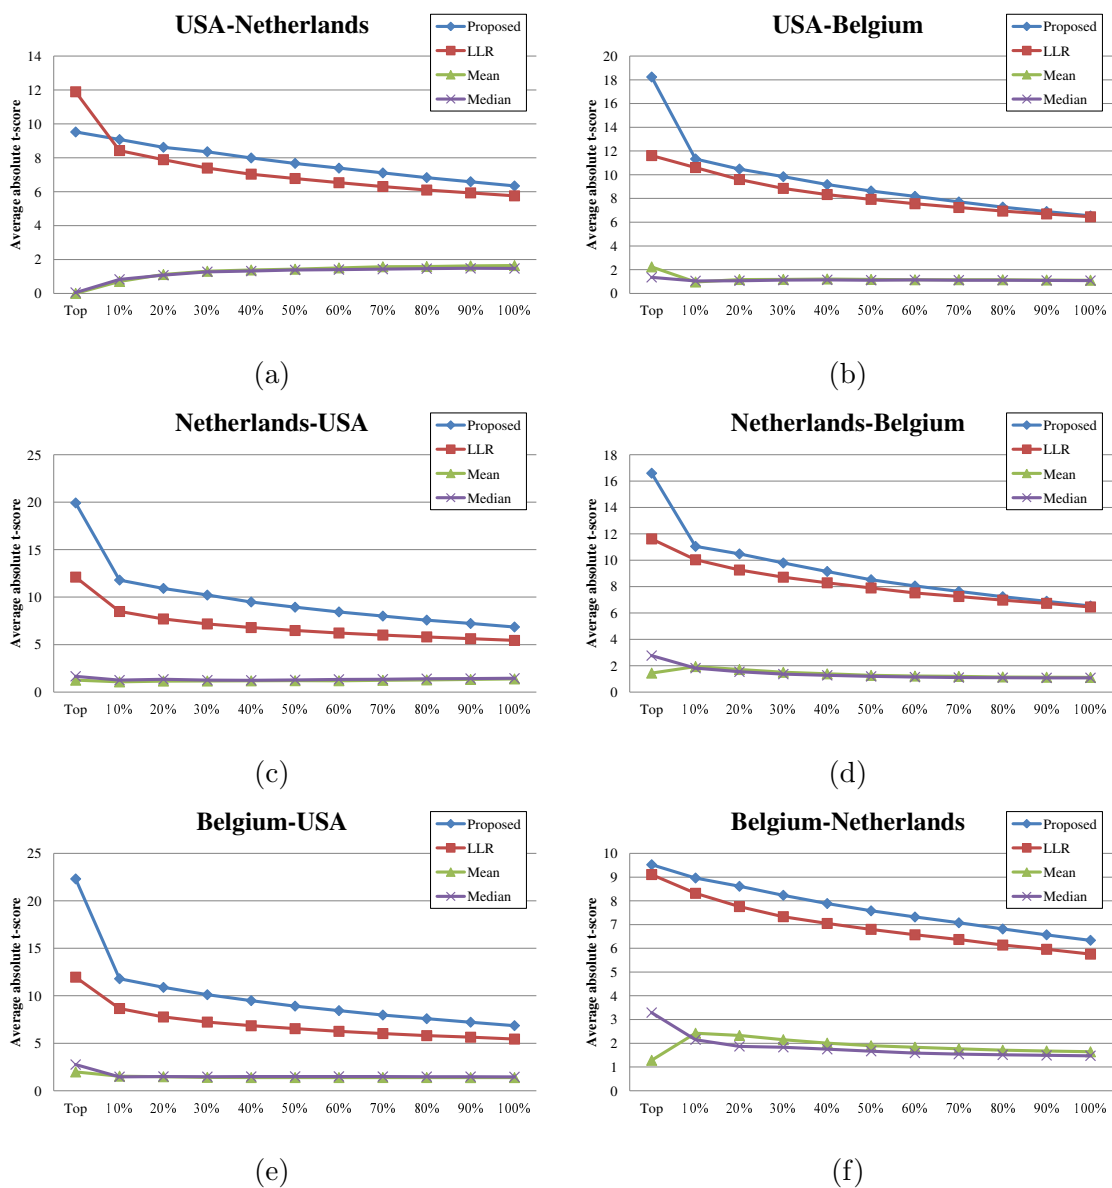 USA-Netherlands
Proposed
LLR
Mean
Median
Average absolute t-score
14
12
10
8
6
4
2
0
Top 10% 20% 30% 40% 50% 60% 70% 80% 90% 100%
(a)
USA-Belgium
Proposed
LLR
Mean
Median
Average absolute t-score
20
18
16
14
12
10
8
6
4
2
0
Top 10% 20% 30% 40% 50% 60% 70% 80% 90% 100%
(b)
Netherlands-USA
Proposed
LLR
Mean
Median
Average absolute t-score
25
20
15
10
5
0
Top 10% 20% 30% 40% 50% 60% 70% 80% 90% 100%
(c)
Netherlands-Belgium
Proposed
LLR
Mean
Median
Average absolute t-score
18
16
14
12
10
8
6
4
2
0
Top 10% 20% 30% 40% 50% 60% 70% 80% 90% 100%
(d)
Belgium-USA
Proposed
LLR
Mean
Median
Average absolute t-score
25
20
15
10
5
0
Top 10% 20% 30% 40% 50% 60% 70% 80% 90% 100%
(e)
Belgium-Netherlands
Proposed
LLR
Mean
Median
Average absolute t-score
10
9
8
7
6
5
4
3
2
1
0
Top 10% 20% 30% 40% 50% 60% 70% 80% 90% 100%
(f)